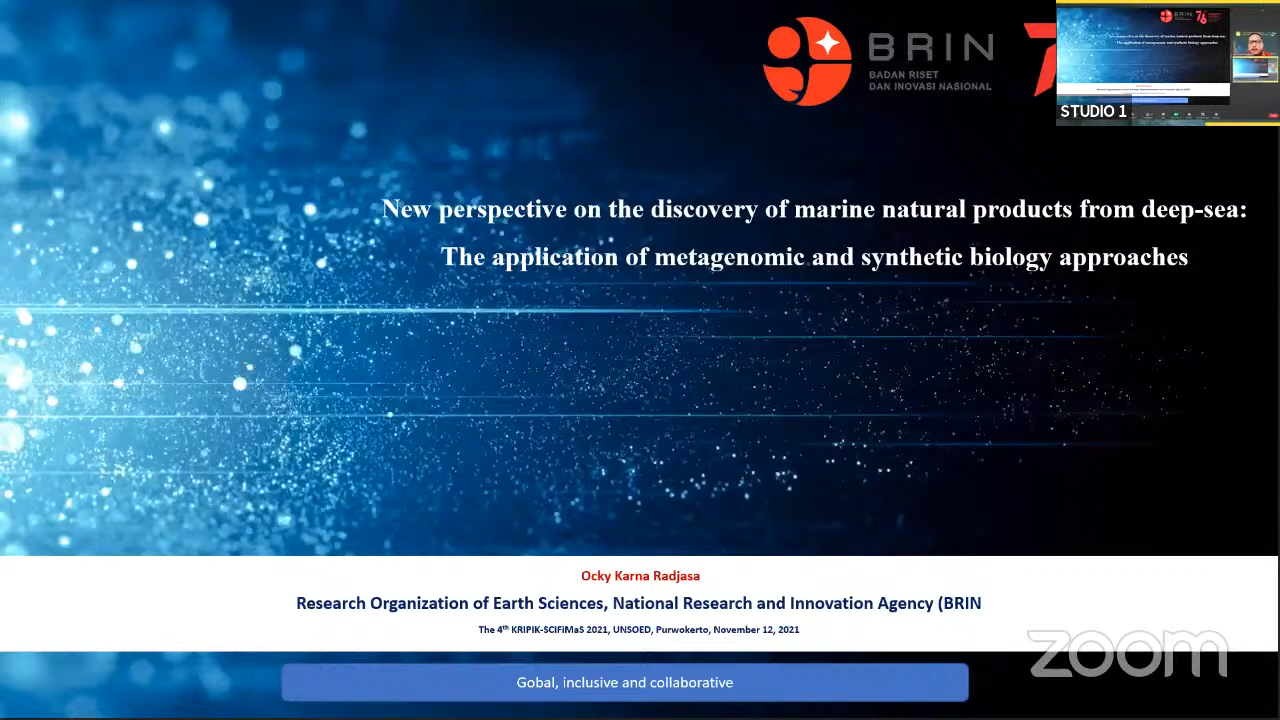 BRIN
BADAN RISET
DAN INOVASI NASIONAL
7
STUDIO 1
New perspective on the discovery of marine natural products from deep-sea:
The application of metagenomic and synthetic biology approaches
Ocky Karna Radjasa
Research Organization of Earth Sciences, National Research and Innovation Agency (BRIN
The 4th KRIPIK-SCIFiMaS 2021, UNSOED, Purwokerto, November 12, 2021
zoom
Gobal, inclusive and collaborative